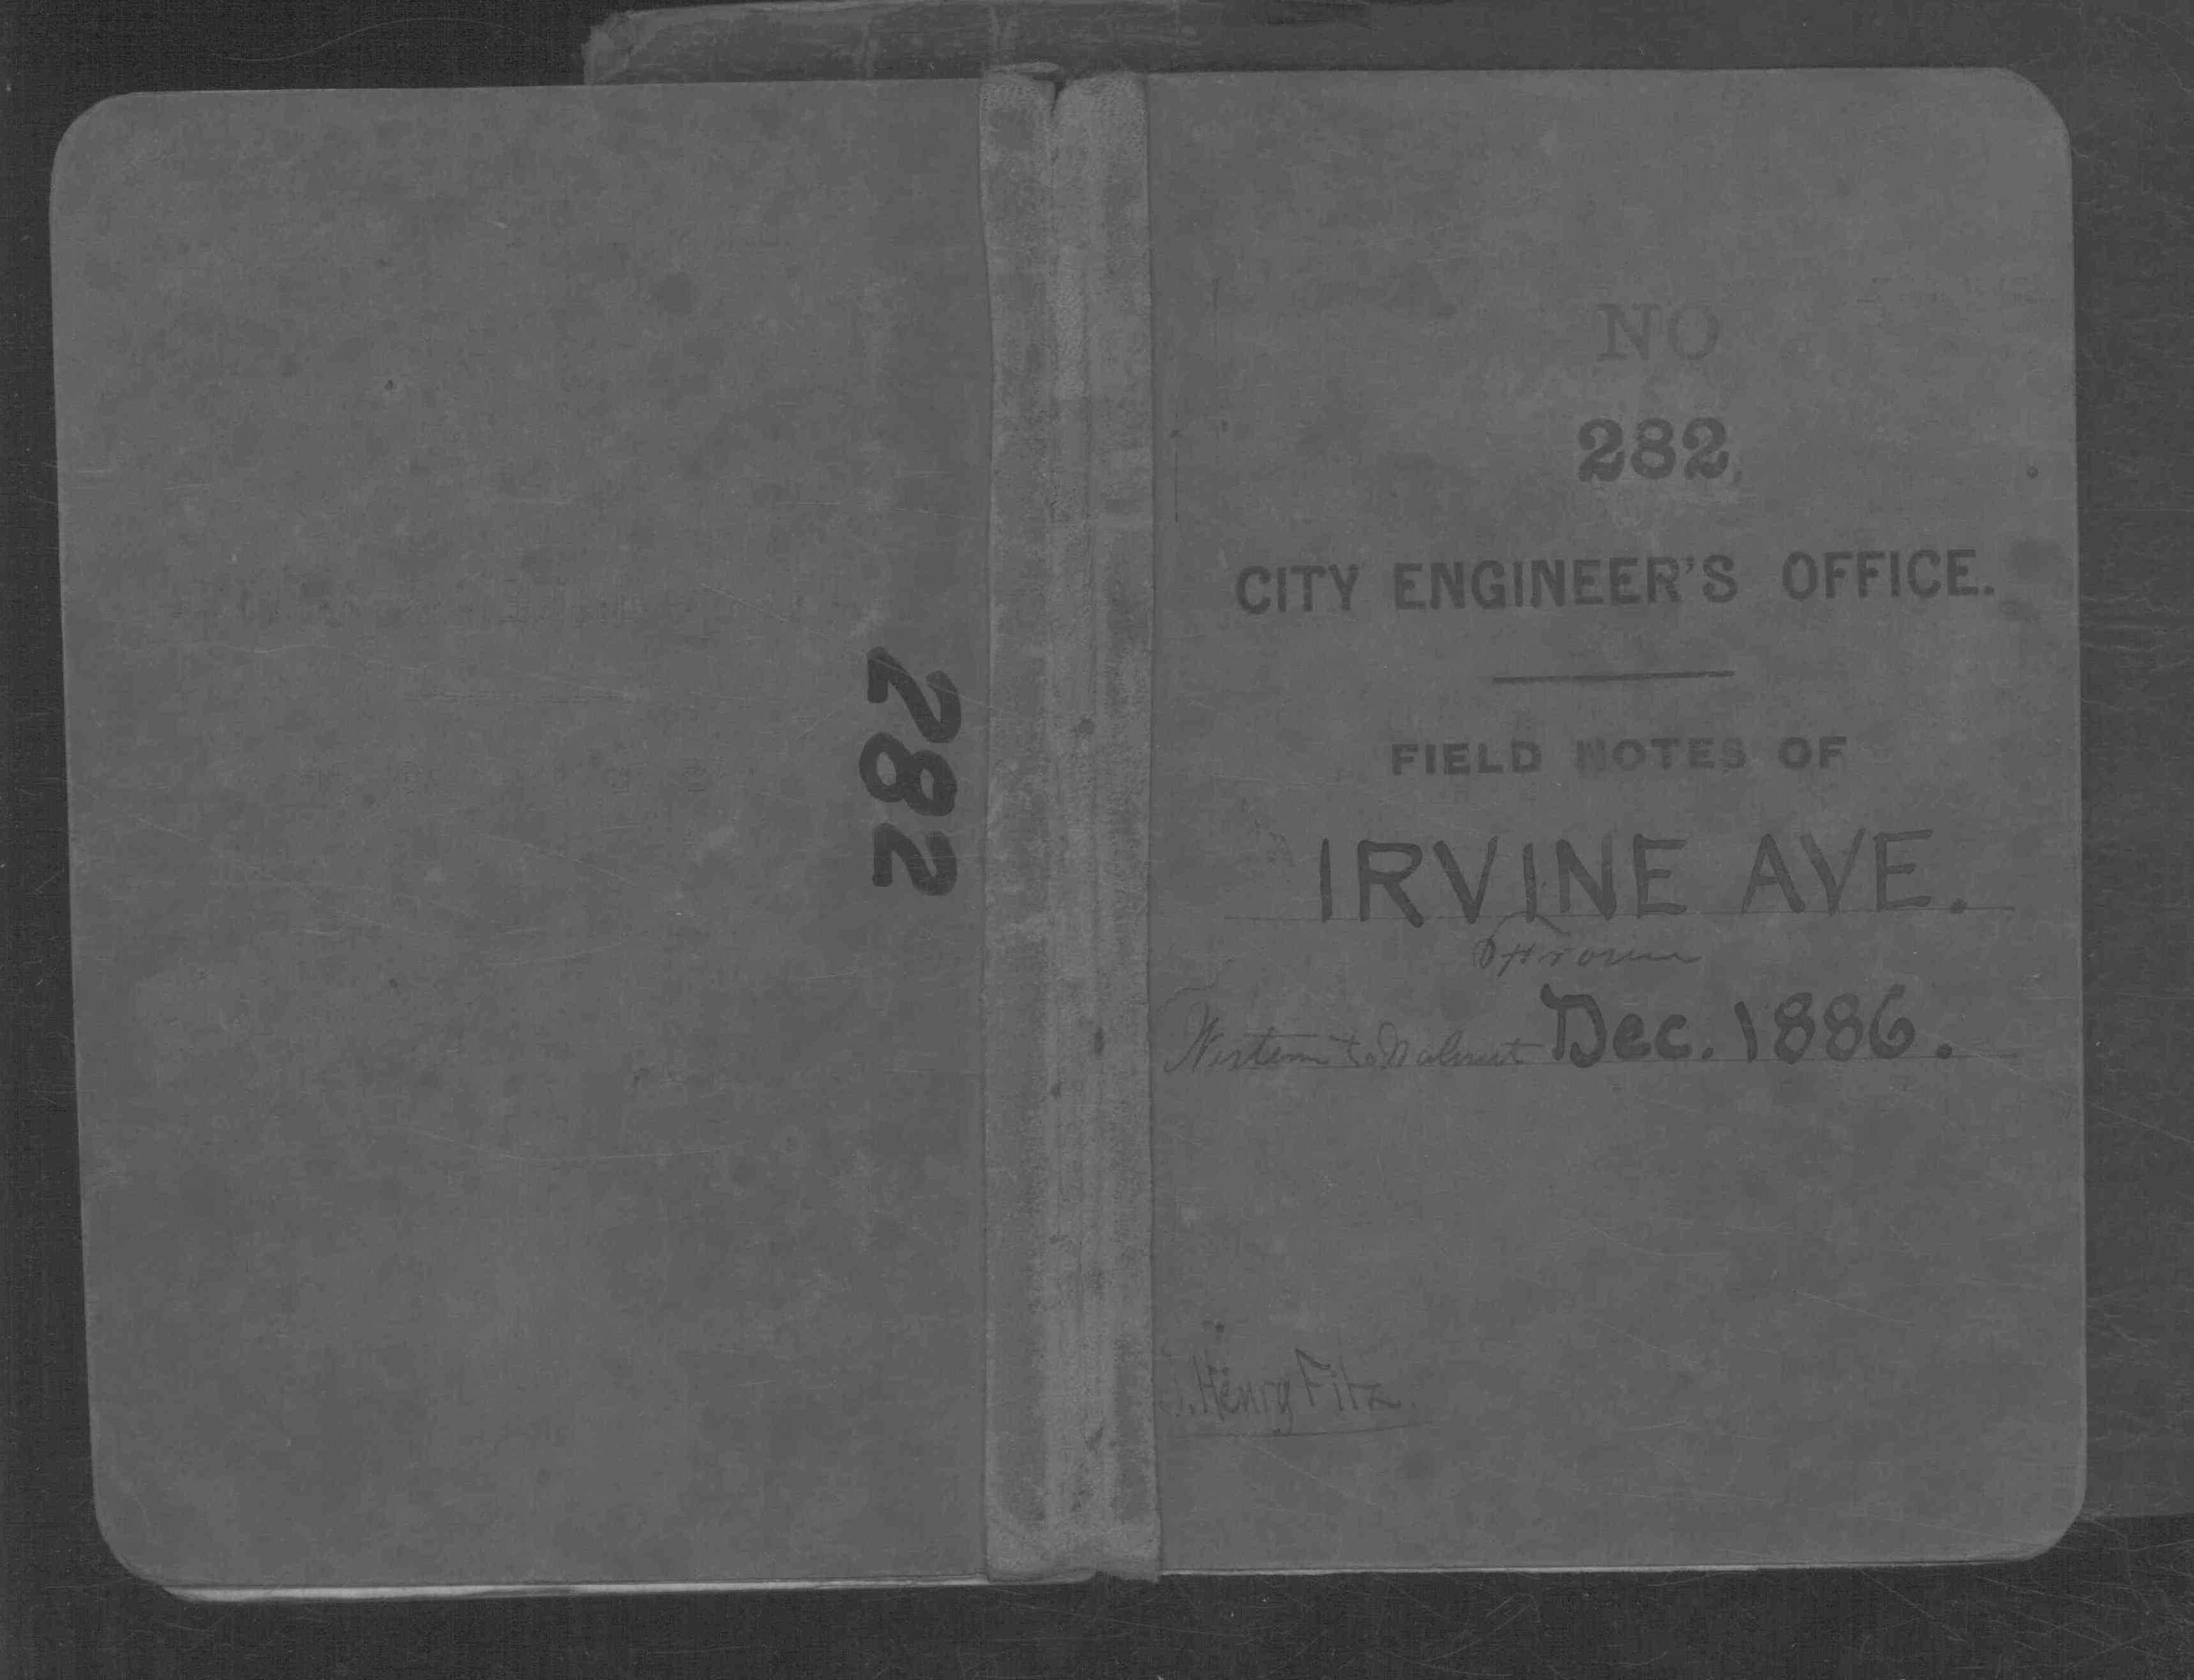 282
NO
282
CITY ENGINEER'S OFFICE.
FIELD NOTES OF
IRVINE AVE.
from
Western to Walnut Dec. 1886.
Henry Fitz.